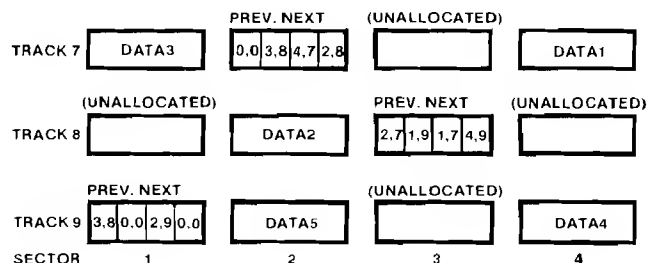 PREV. NEXT (UNALLOCATED)
TRACK 7 DATA3 0,0 3,8 4,7 2,8 DATA1
(UNALLOCATED) PREV. NEXT (UNALLOCATED)
TRACK 8 DATA2 2,7 1,9 1,7 4,9
PREV. NEXT (UNALLOCATED)
TRACK 9 3,8 0.0 2,9 0.0 DATA5 DATA4
SECTOR 1 2 3 4